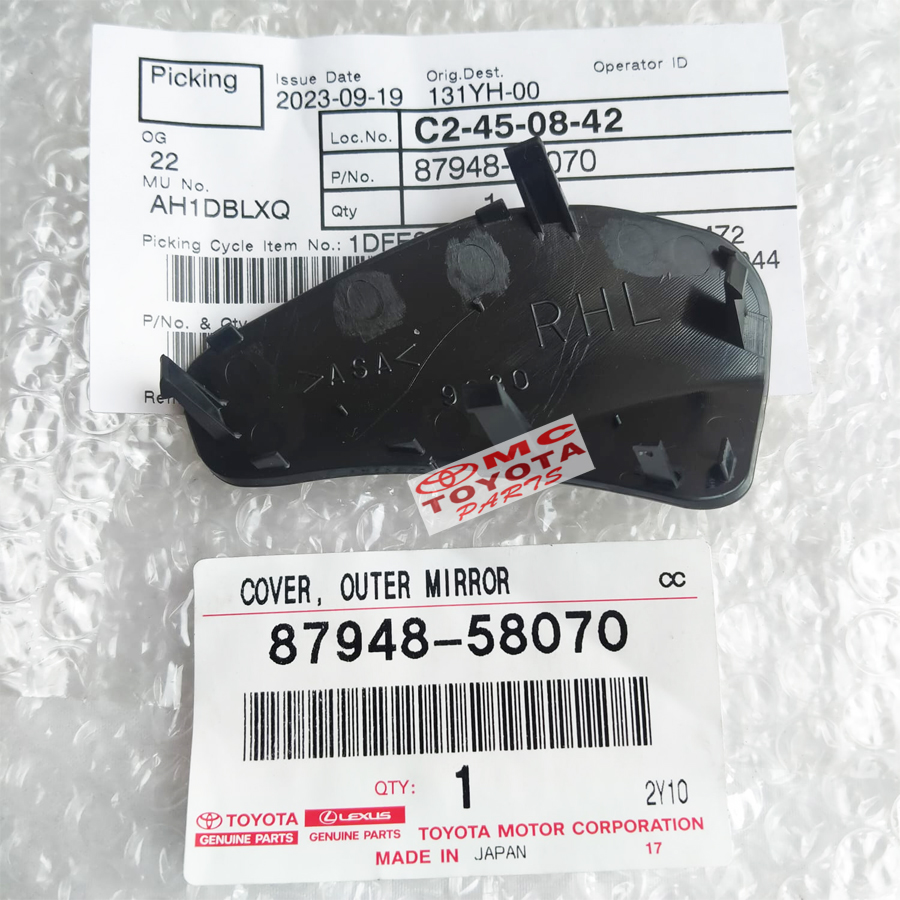 Picking
Issue Date
Orig.Dest.
Operator ID
2023-09-19
131YH-00
OG
22
Loc.No.
C2-45-08-42
P/No.
MU No.
AH1DBLXQ
Qty
Picking Cycle Item No.:
P/No. & Qty
RHL
>ASA<
MC
TOYOTA
PARTS
COVER, OUTER MIRROR
87948-58070
QTY: 1
2Y10
TOYOTA
GENUINE PARTS
LEXUS
GENUINE PARTS
TOYOTA MOTOR CORPORATION
MADE IN JAPAN
17